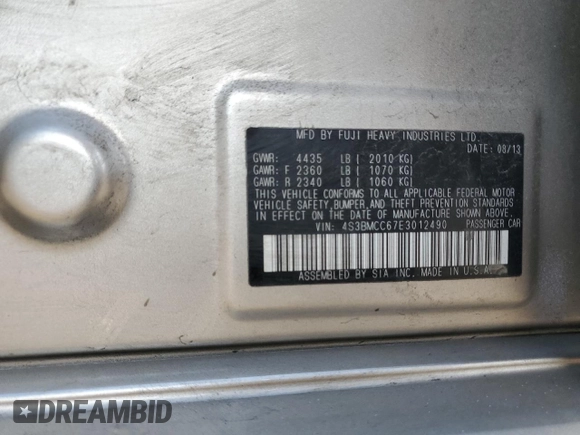 MFD BY FUJI HEAVY INDUSTRIES LTD.
DATE: 08/13
GVWR: 4435 LB ( 2010 KG)
GAWR: F 2360 LB ( 1070 KG)
GAWR: R 2340 LB ( 1060 KG)
THIS VEHICLE CONFORMS TO ALL APPLICABLE FEDERAL MOTOR
VEHICLE SAFETY,BUMPER,AND THEFT PREVENTION STANDARDS
IN EFFECT ON THE DATE OF MANUFACTURE SHOWN ABOVE.
VIN: 4S3BMCC67E3012490 PASSENGER CAR
ASSEMBLED BY SIA INC. MADE IN U.S.A.
DREAMBID